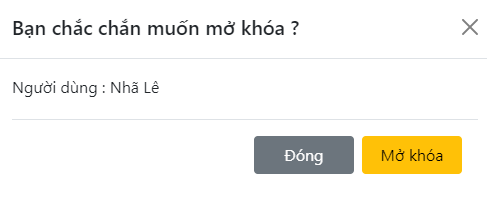 Bạn chắc chắn muốn mở khóa ?
Người dùng : Nhã Lê
Đóng
Mở khóa